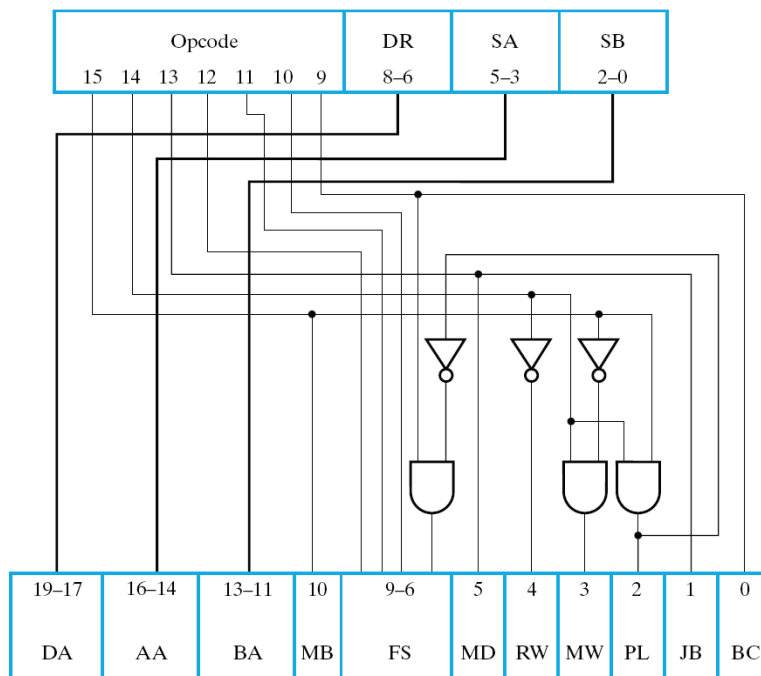 Opcode DR SA SB
15 14 13 12 11 10 9 8–6 5–3 2–0
19–17 16–14 13–11 10 9–6 5 4 3 2 1 0
DA AA BA MB FS MD RW MW PL JB BC